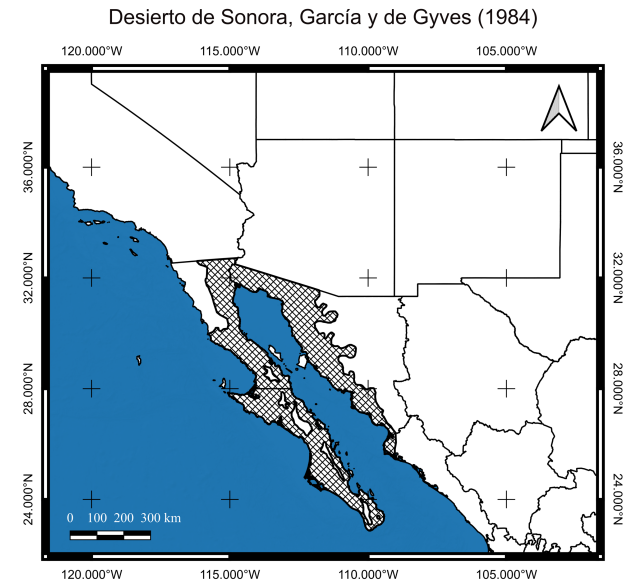 Desierto de Sonora, García y de Gyves (1984)
120.000°W 115.000°W 110.000°W 105.000°W
36.000°N 36.000°N
32.000°N 32.000°N
28.000°N 28.000°N
24.000°N 24.000°N
0 100 200 300 km
120.000°W 115.000°W 110.000°W 105.000°W